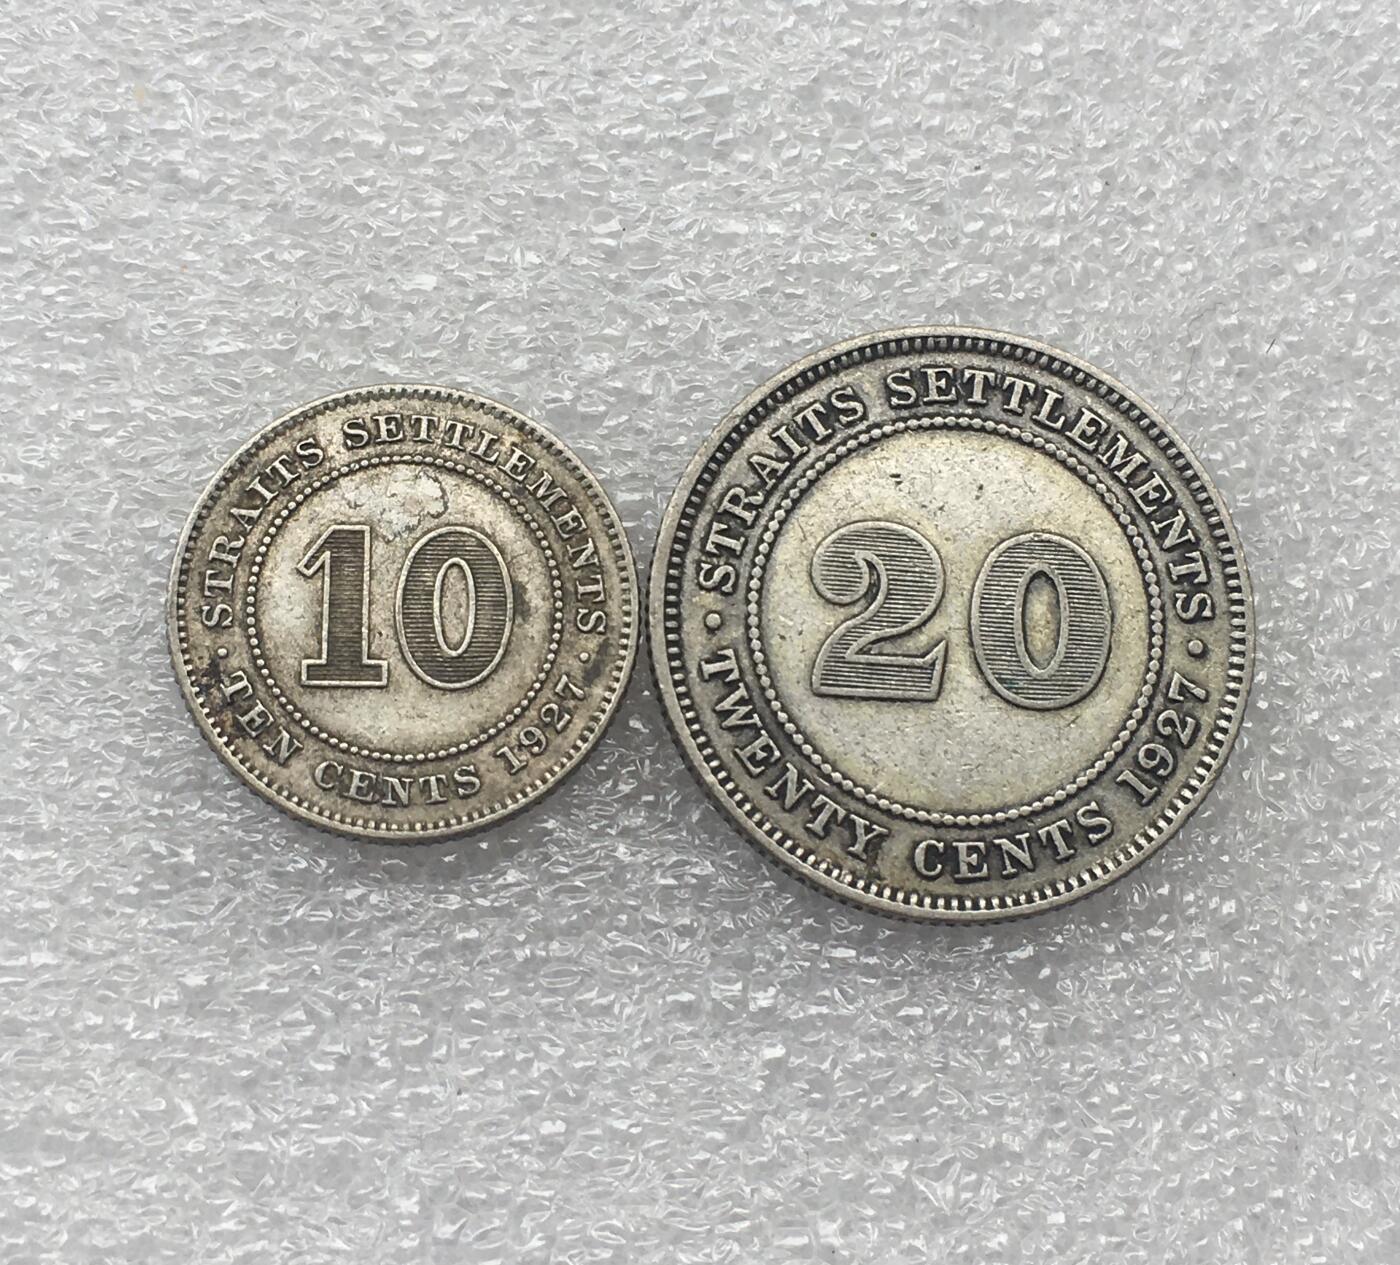 · STRAITS SETTLEMENTS ·
10
TEN CENTS 1927
· STRAITS SETTLEMENTS ·
20
TWENTY CENTS 1927